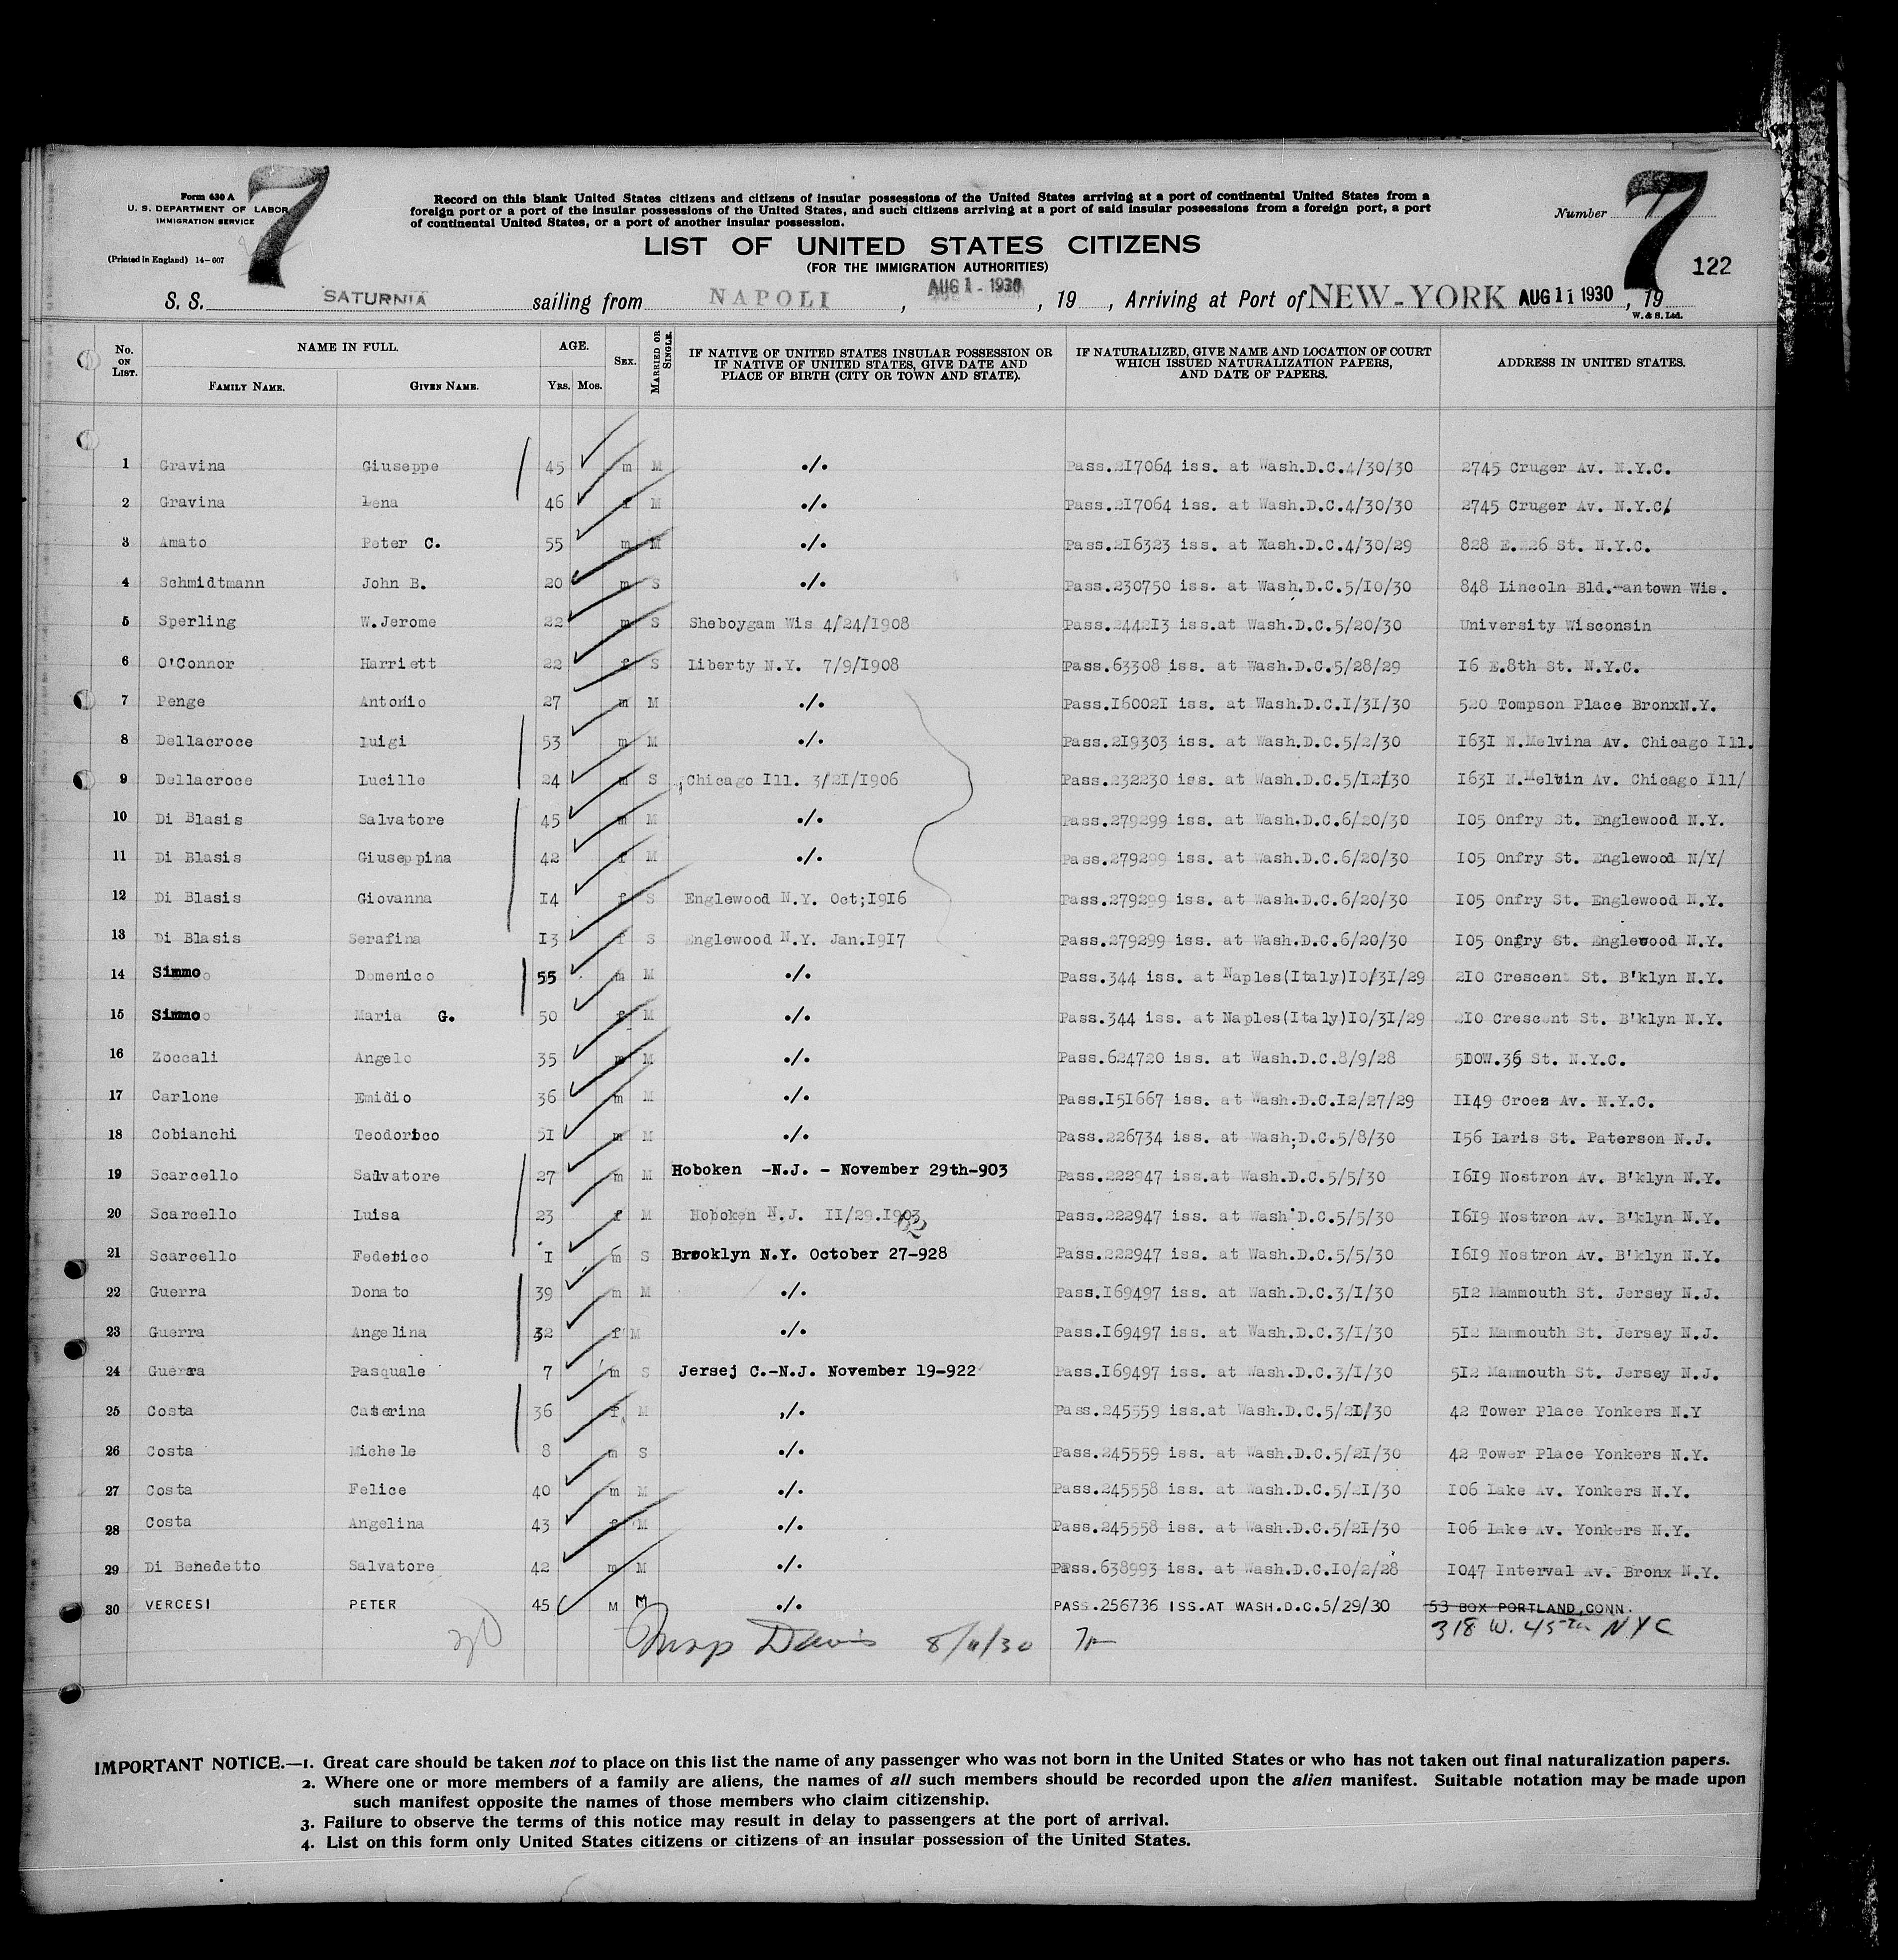 7
Form 630 A
U. S. DEPARTMENT OF LABOR
IMMIGRATION SERVICE
(Printed in England) 14-607
Record on this blank United States citizens and citizens of insular possessions of the United States arriving at a port of continental United States from a
foreign port or a port of the insular possessions of the United States, and such citizens arriving at a port of said insular possessions from a foreign port, a port
of continental United States, or a port of another insular possession.
Number 7
122
LIST OF UNITED STATES CITIZENS
(FOR THE IMMIGRATION AUTHORITIES)
S. S. SATURNIA sailing from NAPOLI, AUG 1 - 1930, 19 , Arriving at Port of NEW-YORK AUG 11 1930, 19
W. & S. Ltd.
No. ON LIST. NAME IN FULL. FAMILY NAME. GIVEN NAME. AGE. YRS. MOS. SEX. MARRIED OR SINGLE. IF NATIVE OF UNITED STATES INSULAR POSSESSION OR IF NATIVE OF UNITED STATES, GIVE DATE AND PLACE OF BIRTH (CITY OR TOWN AND STATE). IF NATURALIZED, GIVE NAME AND LOCATION OF COURT WHICH ISSUED NATURALIZATION PAPERS, AND DATE OF PAPERS. ADDRESS IN UNITED STATES.
1 Gravina Giuseppe 45 m M ./. Pass.217064 iss. at Wash.D.C.4/30/30 2745 Cruger Av. N.Y.C.
2 Gravina Lena 46 f M ./. Pass.217064 iss. at Wash.D.C.4/30/30 2745 Cruger Av. N.Y.C/
3 Amato Peter C. 55 m M ./. Pass.216323 iss. at Wash.D.C.4/30/29 828 E.226 St. N.Y.C.
4 Schmidtmann John B. 20 m S ./. Pass.230750 iss. at Wash.D.C.5/10/30 848 Lincoln Bld.-antown Wis.
5 Sperling W.Jerome 22 m S Sheboygam Wis 4/24/1908 Pass.244213 iss.at Wash.D.C.5/20/30 University Wisconsin
6 O'Connor Harriett 22 f S Liberty N.Y. 7/9/1908 Pass.63308 iss. at Wash.D.C.5/28/29 16 E.8th St. N.Y.C.
7 Penge Antonio 27 m M ./. Pass.160021 iss. at Wash.D.C.1/31/30 520 Tompson Place BronxN.Y.
8 Dellacroce Luigi 53 m M ./. Pass.219303 iss. at Wash.D.C.5/2/30 1631 N.Melvina Av. Chicago Ill.
9 Dellacroce Lucille 24 m S Chicago Ill. 3/21/1906 Pass.232230 iss. at Wash.D.C.5/12/30 1631 N.Melvin Av. Chicago Ill/
10 Di Blasis Salvatore 45 m M ./. Pass.279299 iss. at Wash.D.C.6/20/30 105 Onfry St. Englewood N.Y.
11 Di Blasis Giuseppina 42 f M ./. Pass.279299 iss. at Wash.D.C.6/20/30 105 Onfry St. Englewood N/Y/
12 Di Blasis Giovanna 14 f S Englewood N.Y. Oct;1916 Pass.279299 iss. at Wash.D.C.6/20/30 105 Onfry St. Englewood N.Y.
13 Di Blasis Serafina 13 f S Englewood N.Y. Jan.1917 Pass.279299 iss. at Wash.D.C.6/20/30 105 Onfry St. Englewood N.Y.
14 Simmo Domenico 55 m M ./. Pass.344 iss. at Naples(Italy)10/31/29 210 Crescent St. B'klyn N.Y.
15 Simmo Maria G. 50 f M ./. Pass.344 iss. at Naples(Italy)10/31/29 210 Crescent St. B'klyn N.Y.
16 Zoccali Angelo 35 m M ./. Pass.624720 iss. at Wash.D.C.8/9/28 510W.36 St. N.Y.C.
17 Carlone Emidio 36 m M ./. Pass.151667 iss. at Wash.D.C.12/27/29 1149 Croes Av. N.Y.C.
18 Cobianchi Teodorico 51 m M ./. Pass.226734 iss. at Wash;D.C.5/8/30 156 Laris St. Paterson N.J.
19 Scarcello Salvatore 27 m M Hoboken -N.J. - November 29th-903 Pass.222947 iss.at Wash.D.C.5/5/30 1619 Nostron Av. B'klyn N.Y.
20 Scarcello Luisa 23 f M Hoboken N.J. 11/29.1903 Pass.222947 iss. at Wash.D.C.5/5/30 1619 Nostron Av. B'klyn N.Y.
21 Scarcello Federico 1 m S Brooklyn N.Y. October 27-928 Pass.222947 iss. at Wash.D.C.5/5/30 1619 Nostron Av. B'klyn N.Y.
22 Guerra Donato 39 m M ./. Pass.169497 iss. at Wash.D.C.3/1/30 512 Mammouth St. Jersey N.J.
23 Guerra Angelina 32 f M ./. Pass.169497 iss. at Wash.D.C.3/1/30 512 Mammouth St. Jersey N.J.
24 Guerra Pasquale 7 m S Jersej C.-N.J. November 19-922 Pass.169497 iss. at Wash.D.C.3/1/30 512 Mammouth St. Jersey N.J.
25 Costa Caterina 36 f M ./. Pass.245559 iss.at Wash.D.C.5/21/30 42 Tower Place Yonkers N.Y
26 Costa Michele 8 m S ./. Pass.245559 iss. at Wash.D.C.5/21/30 42 Tower Place Yonkers N.Y.
27 Costa Felice 40 m M ./. Pass.245558 iss. at Wash.D.C.5/21/30 106 Lake Av. Yonkers N.Y.
28 Costa Angelina 43 f M ./. Pass.245558 iss. at Wash.D.C.5/21/30 106 Lake Av. Yonkers N.Y.
29 Di Benedetto Salvatore 42 m M ./. Pass.638993 iss. at Wash.D.C.10/2/28 1047 Interval Av. Bronx N.Y.
30 VERCESI PETER 45 M M ./. PASS.256736 ISS.AT WASH.D.C.5/29/30 53 BOX PORTLAND,CONN.
318 W. 45th NYC
30 Davis 8/11/30
IMPORTANT NOTICE.—1. Great care should be taken not to place on this list the name of any passenger who was not born in the United States or who has not taken out final naturalization papers.
2. Where one or more members of a family are aliens, the names of all such members should be recorded upon the alien manifest. Suitable notation may be made upon
such manifest opposite the names of those members who claim citizenship.
3. Failure to observe the terms of this notice may result in delay to passengers at the port of arrival.
4. List on this form only United States citizens or citizens of an insular possession of the United States.